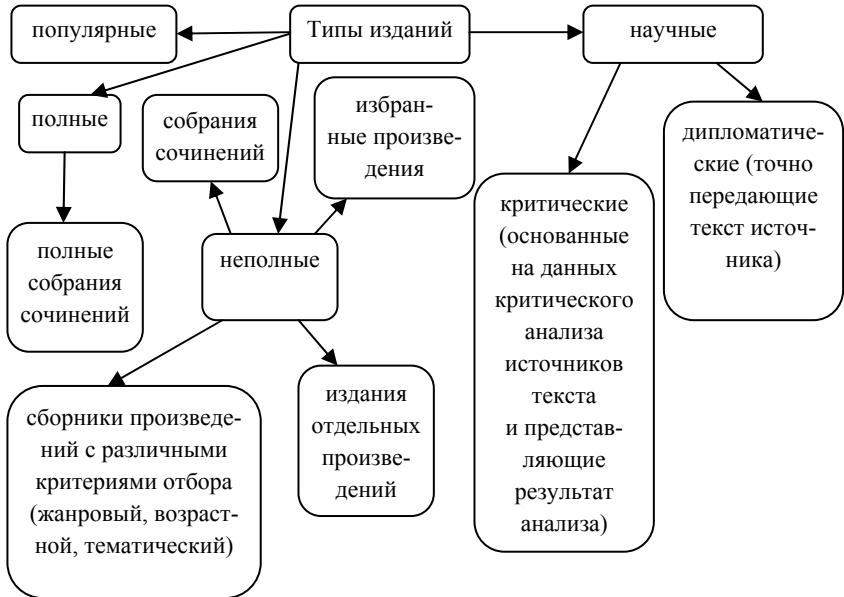 популярные
Типы изданий
научные
полные
собрания
сочинений
избран-
ные произве-
дения
дипломатиче-
ские (точно
передающие
текст источ-
ника)
критические
(основанные
на данных
критического
анализа
источников
текста
и представ-
ляющие
результат
анализа)
полные
собрания
сочинений
неполные
сборники произведе-
ний с различными
критериями отбора
(жанровый, возраст-
ной, тематический)
издания
отдельных
произве-
дений